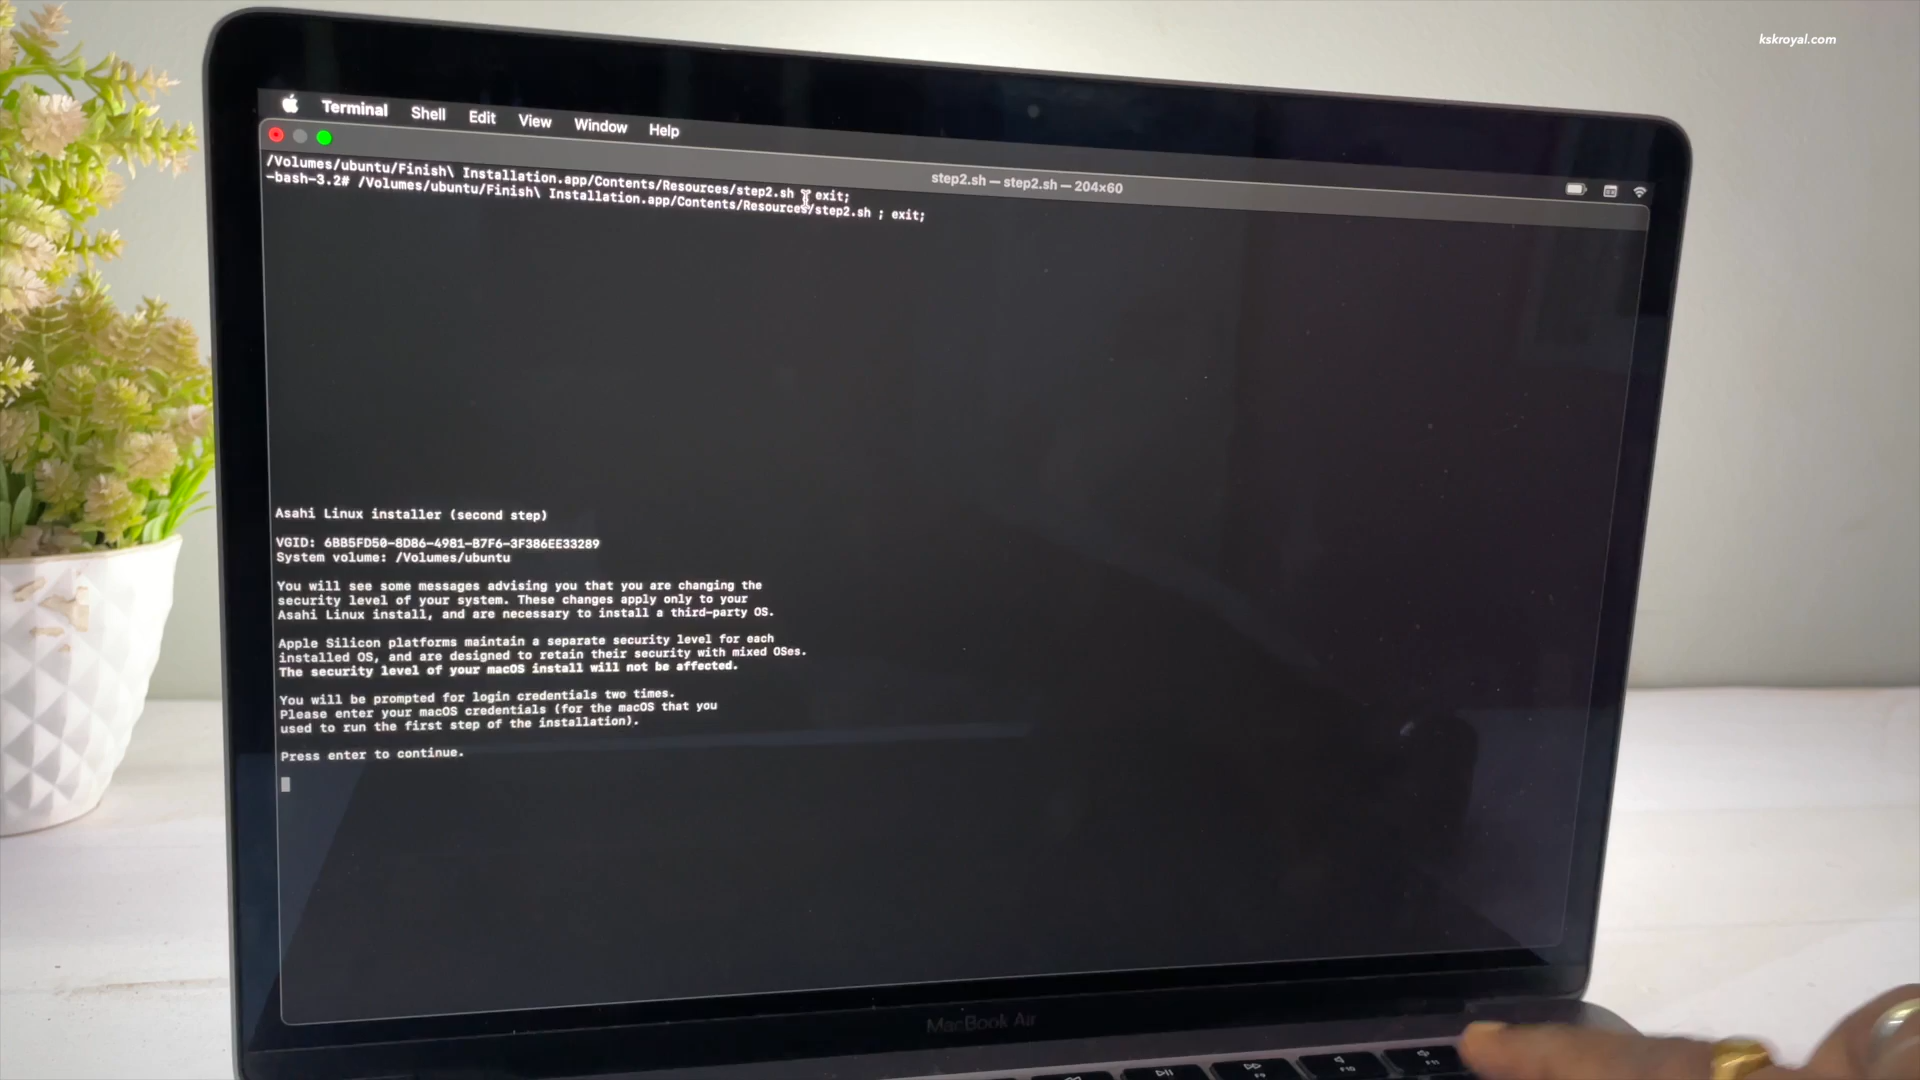 kskroyal.com
Terminal Shell Edit View Window Help
step2.sh — step2.sh — 204×60
/Volumes/ubuntu/Finish\ Installation.app/Contents/Resources/step2.sh ; exit;
-bash-3.2# /Volumes/ubuntu/Finish\ Installation.app/Contents/Resources/step2.sh ; exit;
Asahi Linux installer (second step)
VGID: 6BB5FD50-8D86-4981-B7F6-3F386EE33289
System volume: /Volumes/ubuntu
You will see some messages advising you that you are changing the
security level of your system. These changes apply only to your
Asahi Linux install, and are necessary to install a third-party OS.
Apple Silicon platforms maintain a separate security level for each
installed OS, and are designed to retain their security with mixed OSes.
The security level of your macOS install will not be affected.
You will be prompted for login credentials two times.
Please enter your macOS credentials (for the macOS that you
used to run the first step of the installation).
Press enter to continue.
MacBook Air
F9 F10 F11